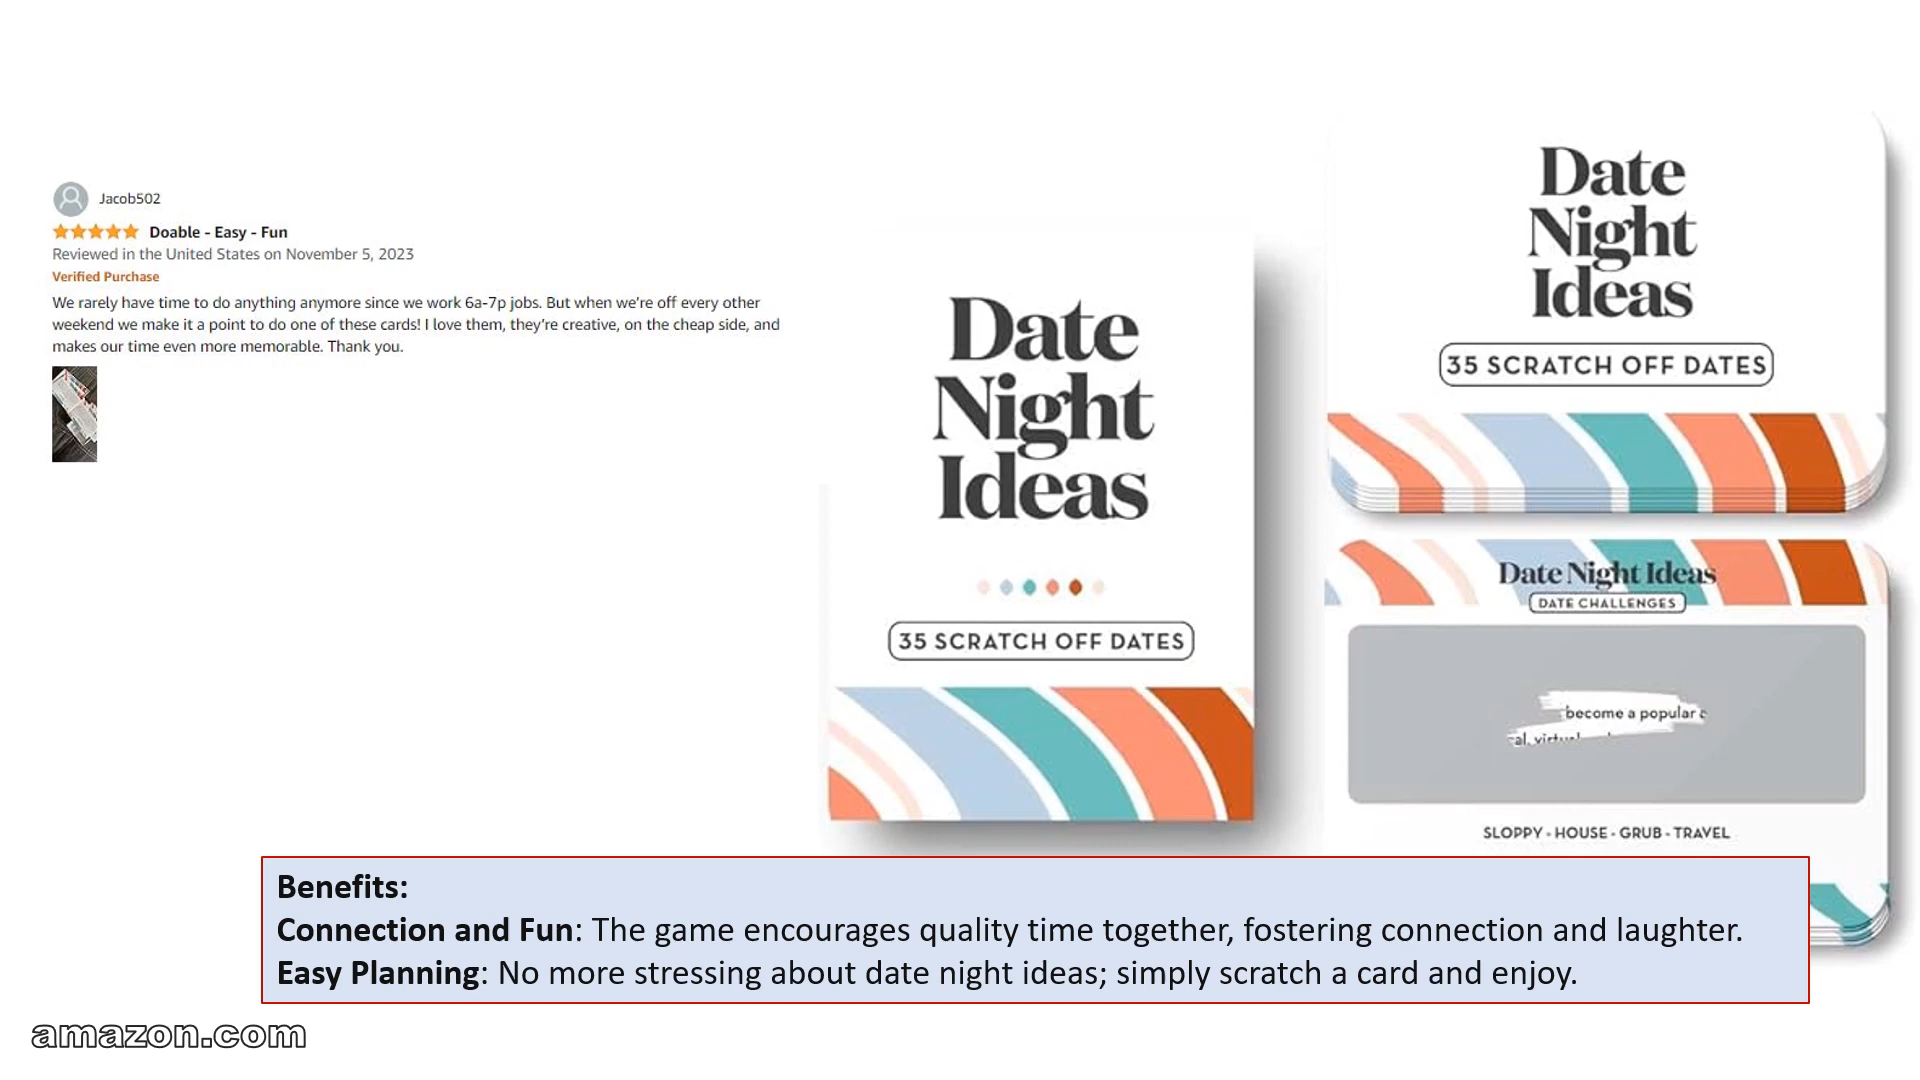 Jacob502
Doable - Easy - Fun
Reviewed in the United States on November 5, 2023
Verified Purchase
We rarely have time to do anything anymore since we work 6a-7p jobs. But when we're off every other
weekend we make it a point to do one of these cards! I love them, they're creative, on the cheap side, and
makes our time even more memorable. Thank you.
Date
Night
Ideas
35 SCRATCH OFF DATES
Date
Night
Ideas
35 SCRATCH OFF DATES
Date Night Ideas
DATE CHALLENGES
become a popular
SLOPPY - HOUSE - GRUB - TRAVEL
Benefits:
Connection and Fun: The game encourages quality time together, fostering connection and laughter.
Easy Planning: No more stressing about date night ideas; simply scratch a card and enjoy.
amazon.com